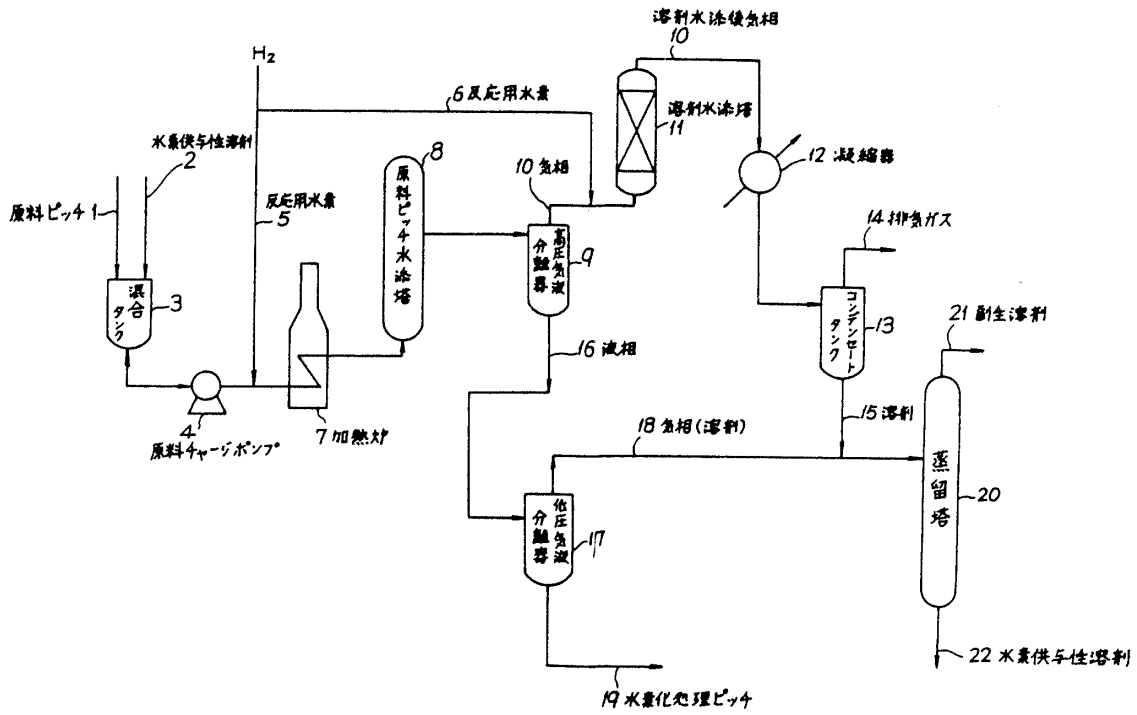 溶剤水添後気相
10
H₂
6 反応用水素
溶剤水添塔
11
水素供与性溶剤
2
8
10 気相
12 凝縮器
原料ピッチ 1
反応用水素
5
原料ピッチ水添塔
14 排気ガス
高圧気液
分離器
9
混合
タンク
3
コンデンセート
タンク
13
21 副生溶剤
16 液相
4
原料チャージポンプ
7 加熱炉
15 溶剤
18 気相(溶剤)
蒸留塔
20
低圧気液
分離器
17
22 水素供与性溶剤
19 水素化処理ピッチ